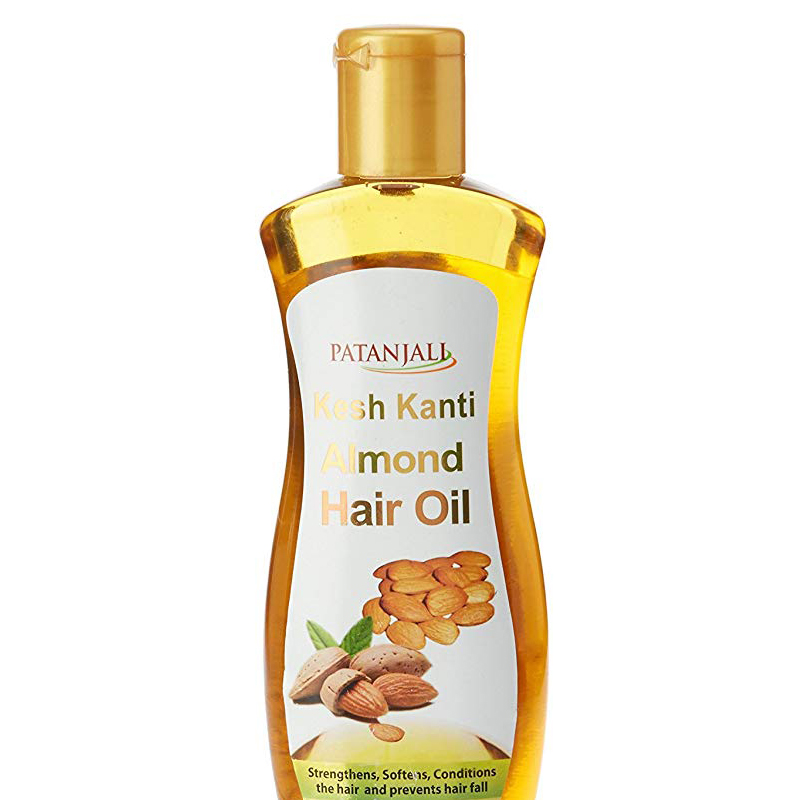 PATANJALI
Kesh Kanti
Almond
Hair Oil
Strengthens, Softens, Conditions
the hair and prevents hair fall